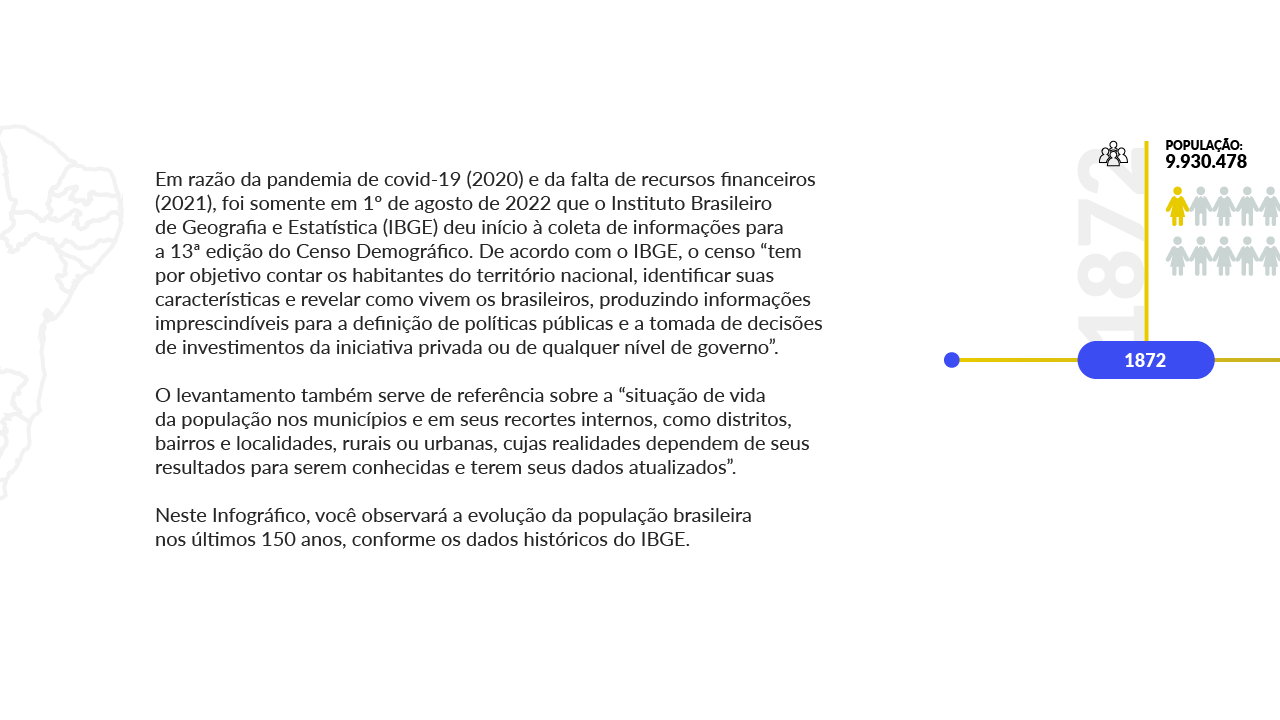 Em razão da pandemia de covid-19 (2020) e da falta de recursos financeiros
(2021), foi somente em 1º de agosto de 2022 que o Instituto Brasileiro
de Geografia e Estatística (IBGE) deu início à coleta de informações para
a 13ª edição do Censo Demográfico. De acordo com o IBGE, o censo “tem
por objetivo contar os habitantes do território nacional, identificar suas
características e revelar como vivem os brasileiros, produzindo informações
imprescindíveis para a definição de políticas públicas e a tomada de decisões
de investimentos da iniciativa privada ou de qualquer nível de governo”.
O levantamento também serve de referência sobre a “situação de vida
da população nos municípios e em seus recortes internos, como distritos,
bairros e localidades, rurais ou urbanas, cujas realidades dependem de seus
resultados para serem conhecidas e terem seus dados atualizados”.
Neste Infográfico, você observará a evolução da população brasileira
nos últimos 150 anos, conforme os dados históricos do IBGE.
1872
POPULAÇÃO:
9.930.478
1872